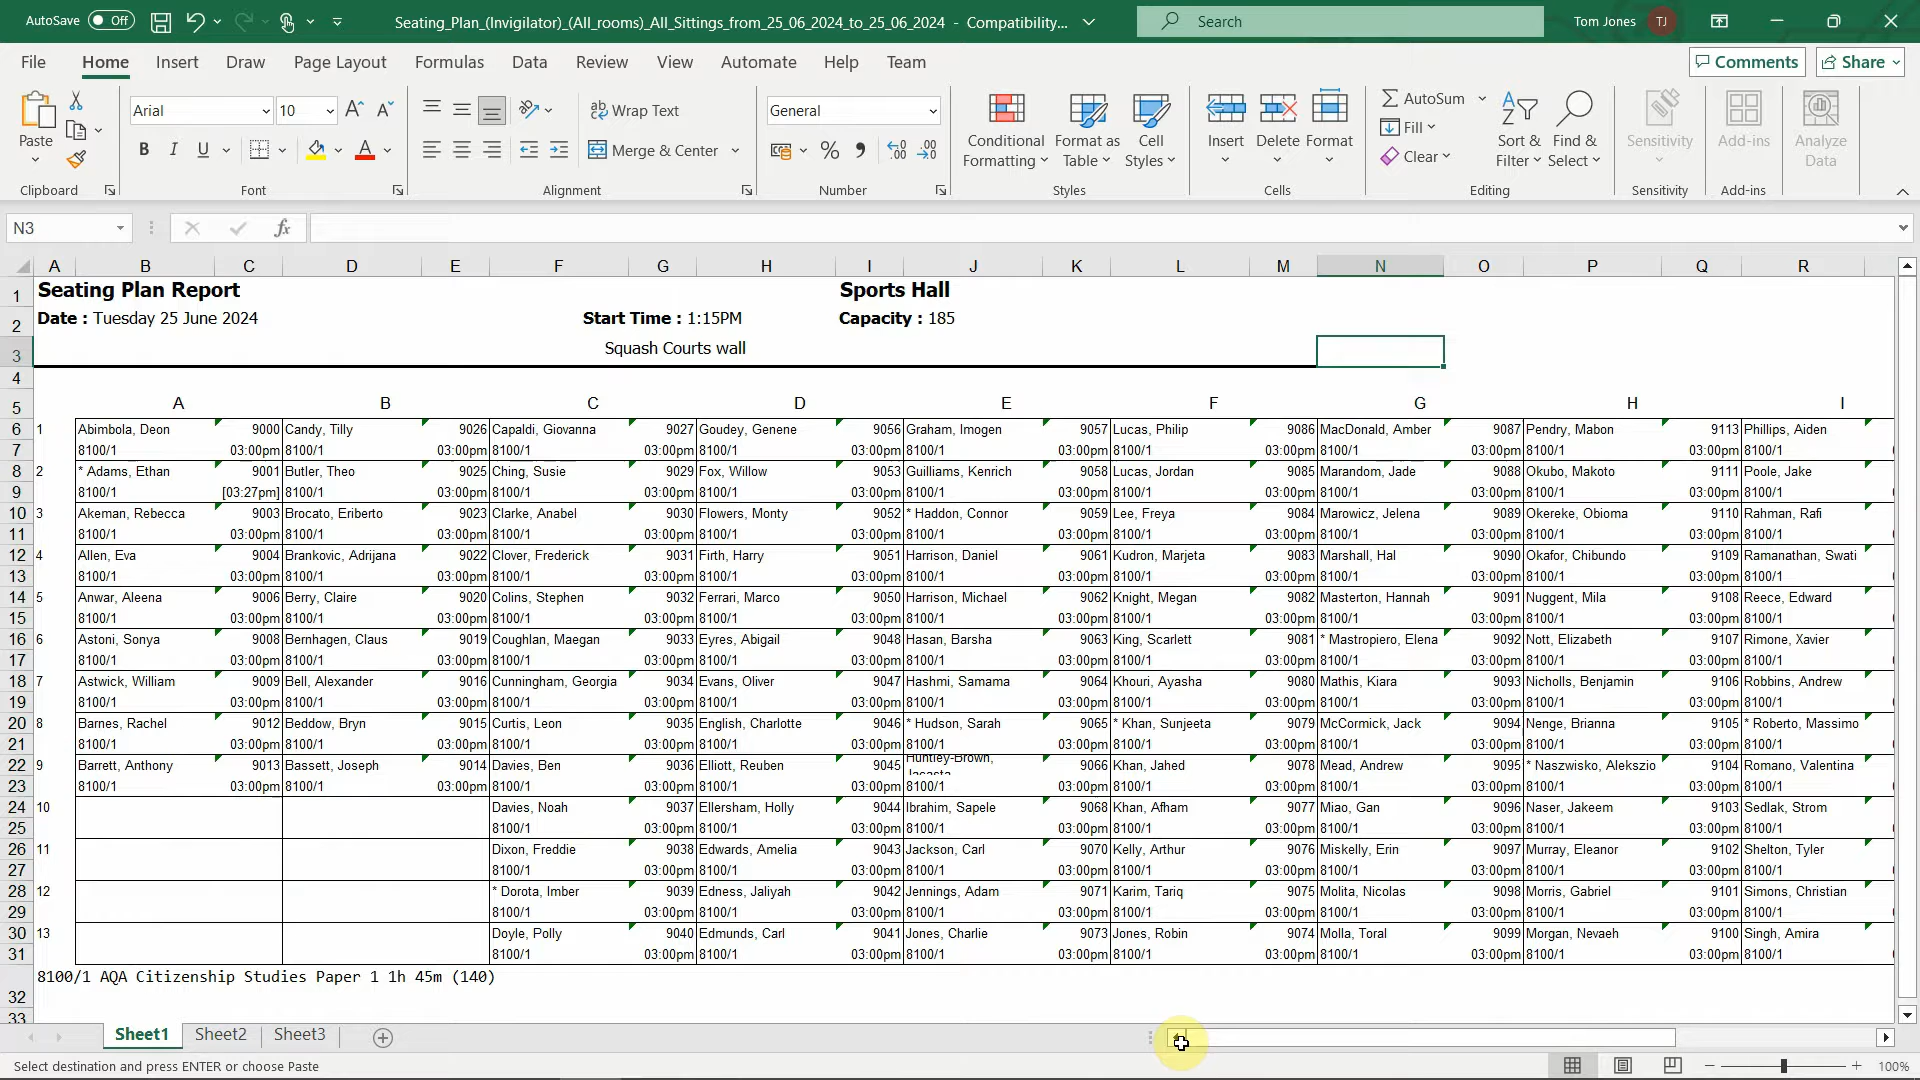 AutoSave Off Seating_Plan_(Invigilator)_(All_rooms)_All_Sittings_from_25_06_2024_to_25_06_2024 - Compatibility... Search Tom Jones TJ
File Home Insert Draw Page Layout Formulas Data Review View Automate Help Team Comments Share
Arial 10 Wrap Text General AutoSum
Paste Conditional Formatting Format as Table Cell Styles Insert Delete Format Fill Sort & Filter Find & Select Sensitivity Add-ins Analyze Data
B I U Merge & Center % Clear
Clipboard Font Alignment Number Styles Cells Editing Sensitivity Add-ins
N3 fx
A B C D E F G H I J K L M N O P Q R
1 Seating Plan Report Sports Hall
2 Date : Tuesday 25 June 2024 Start Time : 1:15PM Capacity : 185
3 Squash Courts wall
4
5 A B C D E F G H I
6 1 Abimbola, Deon 9000 Candy, Tilly 9026 Capaldi, Giovanna 9027 Goudey, Genene 9056 Graham, Imogen 9057 Lucas, Philip 9086 MacDonald, Amber 9087 Pendry, Mabon 9113 Phillips, Aiden
7 8100/1 03:00pm 8100/1 03:00pm 8100/1 03:00pm 8100/1 03:00pm 8100/1 03:00pm 8100/1 03:00pm 8100/1 03:00pm 8100/1 03:00pm 8100/1
8 2 * Adams, Ethan 9001 Butler, Theo 9025 Ching, Susie 9029 Fox, Willow 9053 Guilliams, Kenrich 9058 Lucas, Jordan 9085 Marandom, Jade 9088 Okubo, Makoto 9111 Poole, Jake
9 8100/1 [03:27pm] 8100/1 03:00pm 8100/1 03:00pm 8100/1 03:00pm 8100/1 03:00pm 8100/1 03:00pm 8100/1 03:00pm 8100/1 03:00pm 8100/1
10 3 Akeman, Rebecca 9003 Brocato, Eriberto 9023 Clarke, Anabel 9030 Flowers, Monty 9052 * Haddon, Connor 9059 Lee, Freya 9084 Marowicz, Jelena 9089 Okereke, Obioma 9110 Rahman, Rafi
11 8100/1 03:00pm 8100/1 03:00pm 8100/1 03:00pm 8100/1 03:00pm 8100/1 03:00pm 8100/1 03:00pm 8100/1 03:00pm 8100/1 03:00pm 8100/1
12 4 Allen, Eva 9004 Brankovic, Adrijana 9022 Clover, Frederick 9031 Firth, Harry 9051 Harrison, Daniel 9061 Kudron, Marjeta 9083 Marshall, Hal 9090 Okafor, Chibundo 9109 Ramanathan, Swati
13 8100/1 03:00pm 8100/1 03:00pm 8100/1 03:00pm 8100/1 03:00pm 8100/1 03:00pm 8100/1 03:00pm 8100/1 03:00pm 8100/1 03:00pm 8100/1
14 5 Anwar, Aleena 9006 Berry, Claire 9020 Colins, Stephen 9032 Ferrari, Marco 9050 Harrison, Michael 9062 Knight, Megan 9082 Masterton, Hannah 9091 Nuggent, Mila 9108 Reece, Edward
15 8100/1 03:00pm 8100/1 03:00pm 8100/1 03:00pm 8100/1 03:00pm 8100/1 03:00pm 8100/1 03:00pm 8100/1 03:00pm 8100/1 03:00pm 8100/1
16 6 Astoni, Sonya 9008 Bernhagen, Claus 9019 Coughlan, Maegan 9033 Eyres, Abigail 9048 Hasan, Barsha 9063 King, Scarlett 9081 * Mastropiero, Elena 9092 Nott, Elizabeth 9107 Rimone, Xavier
17 8100/1 03:00pm 8100/1 03:00pm 8100/1 03:00pm 8100/1 03:00pm 8100/1 03:00pm 8100/1 03:00pm 8100/1 03:00pm 8100/1 03:00pm 8100/1
18 7 Astwick, William 9009 Bell, Alexander 9016 Cunningham, Georgia 9034 Evans, Oliver 9047 Hashmi, Samama 9064 Khouri, Ayasha 9080 Mathis, Kiara 9093 Nicholls, Benjamin 9106 Robbins, Andrew
19 8100/1 03:00pm 8100/1 03:00pm 8100/1 03:00pm 8100/1 03:00pm 8100/1 03:00pm 8100/1 03:00pm 8100/1 03:00pm 8100/1 03:00pm 8100/1
20 8 Barnes, Rachel 9012 Beddow, Bryn 9015 Curtis, Leon 9035 English, Charlotte 9046 * Hudson, Sarah 9065 * Khan, Sunjeeta 9079 McCormick, Jack 9094 Nenge, Brianna 9105 * Roberto, Massimo
21 8100/1 03:00pm 8100/1 03:00pm 8100/1 03:00pm 8100/1 03:00pm 8100/1 03:00pm 8100/1 03:00pm 8100/1 03:00pm 8100/1 03:00pm 8100/1
22 9 Barrett, Anthony 9013 Bassett, Joseph 9014 Davies, Ben 9036 Elliott, Reuben 9045 Huntley-Brown, 9066 Khan, Jahed 9078 Mead, Andrew 9095 * Naszwisko, Alekszio 9104 Romano, Valentina
23 8100/1 03:00pm 8100/1 03:00pm 8100/1 03:00pm 8100/1 03:00pm 8100/1 03:00pm 8100/1 03:00pm 8100/1 03:00pm 8100/1 03:00pm 8100/1
24 10 Davies, Noah 9037 Ellersham, Holly 9044 Ibrahim, Sapele 9068 Khan, Afham 9077 Miao, Gan 9096 Naser, Jakeem 9103 Sedlak, Strom
25 8100/1 03:00pm 8100/1 03:00pm 8100/1 03:00pm 8100/1 03:00pm 8100/1 03:00pm 8100/1 03:00pm 8100/1
26 11 Dixon, Freddie 9038 Edwards, Amelia 9043 Jackson, Carl 9070 Kelly, Arthur 9076 Miskelly, Erin 9097 Murray, Eleanor 9102 Shelton, Tyler
27 8100/1 03:00pm 8100/1 03:00pm 8100/1 03:00pm 8100/1 03:00pm 8100/1 03:00pm 8100/1 03:00pm 8100/1
28 12 * Dorota, Imber 9039 Edness, Jaliyah 9042 Jennings, Adam 9071 Karim, Tariq 9075 Molita, Nicolas 9098 Morris, Gabriel 9101 Simons, Christian
29 8100/1 03:00pm 8100/1 03:00pm 8100/1 03:00pm 8100/1 03:00pm 8100/1 03:00pm 8100/1 03:00pm 8100/1
30 13 Doyle, Polly 9040 Edmunds, Carl 9041 Jones, Charlie 9073 Jones, Robin 9074 Molla, Toral 9099 Morgan, Nevaeh 9100 Singh, Amira
31 8100/1 03:00pm 8100/1 03:00pm 8100/1 03:00pm 8100/1 03:00pm 8100/1 03:00pm 8100/1 03:00pm 8100/1
32 8100/1 AQA Citizenship Studies Paper 1 1h 45m (140)
33
Sheet1 Sheet2 Sheet3
Select destination and press ENTER or choose Paste 100%